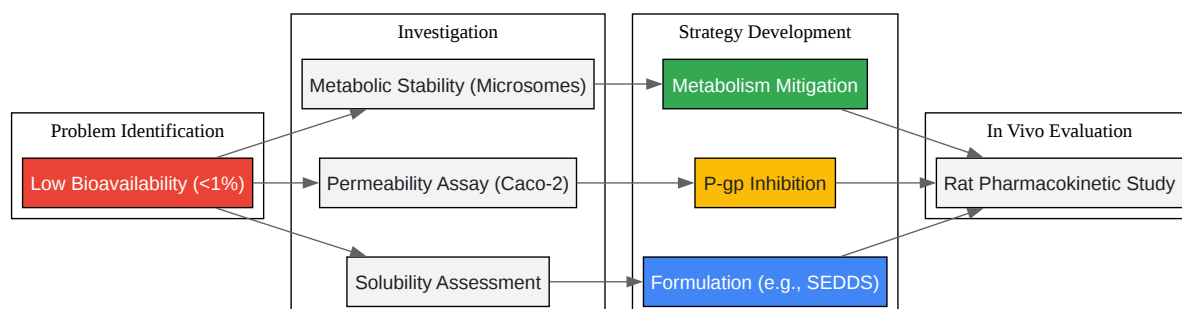 Problem Identification
Low Bioavailability (<1%)
Investigation
Metabolic Stability (Microsomes)
Permeability Assay (Caco-2)
Solubility Assessment
Strategy Development
Metabolism Mitigation
P-gp Inhibition
Formulation (e.g., SEDDS)
In Vivo Evaluation
Rat Pharmacokinetic Study